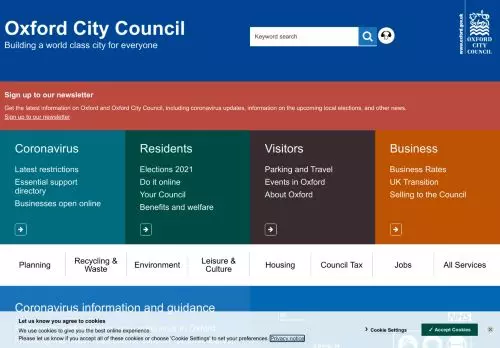 Oxford City Council
Building a world class city for everyone
Keyword search
www.oxford.gov.uk
OXFORD
CITY
COUNCIL
Sign up to our newsletter
Get the latest information on Oxford and Oxford City Council, including coronavirus updates, information on the upcoming local elections, and other news.
Sign up to our newsletter
Coronavirus
Latest restrictions
Essential support
directory
Businesses open online
Residents
Elections 2021
Do it online
Your Council
Benefits and welfare
Visitors
Parking and Travel
Events in Oxford
About Oxford
Business
Business Rates
UK Transition
Selling to the Council
Planning
Recycling &
Waste
Environment
Leisure &
Culture
Housing
Council Tax
Jobs
All Services
Coronavirus information and guidance
Let us know you agree to cookies
We use cookies to give you the best online experience.
Please let us know if you accept all of these cookies or choose 'Cookie Settings' to set your preferences. Privacy notice
Cookie Settings
✓ Accept Cookies